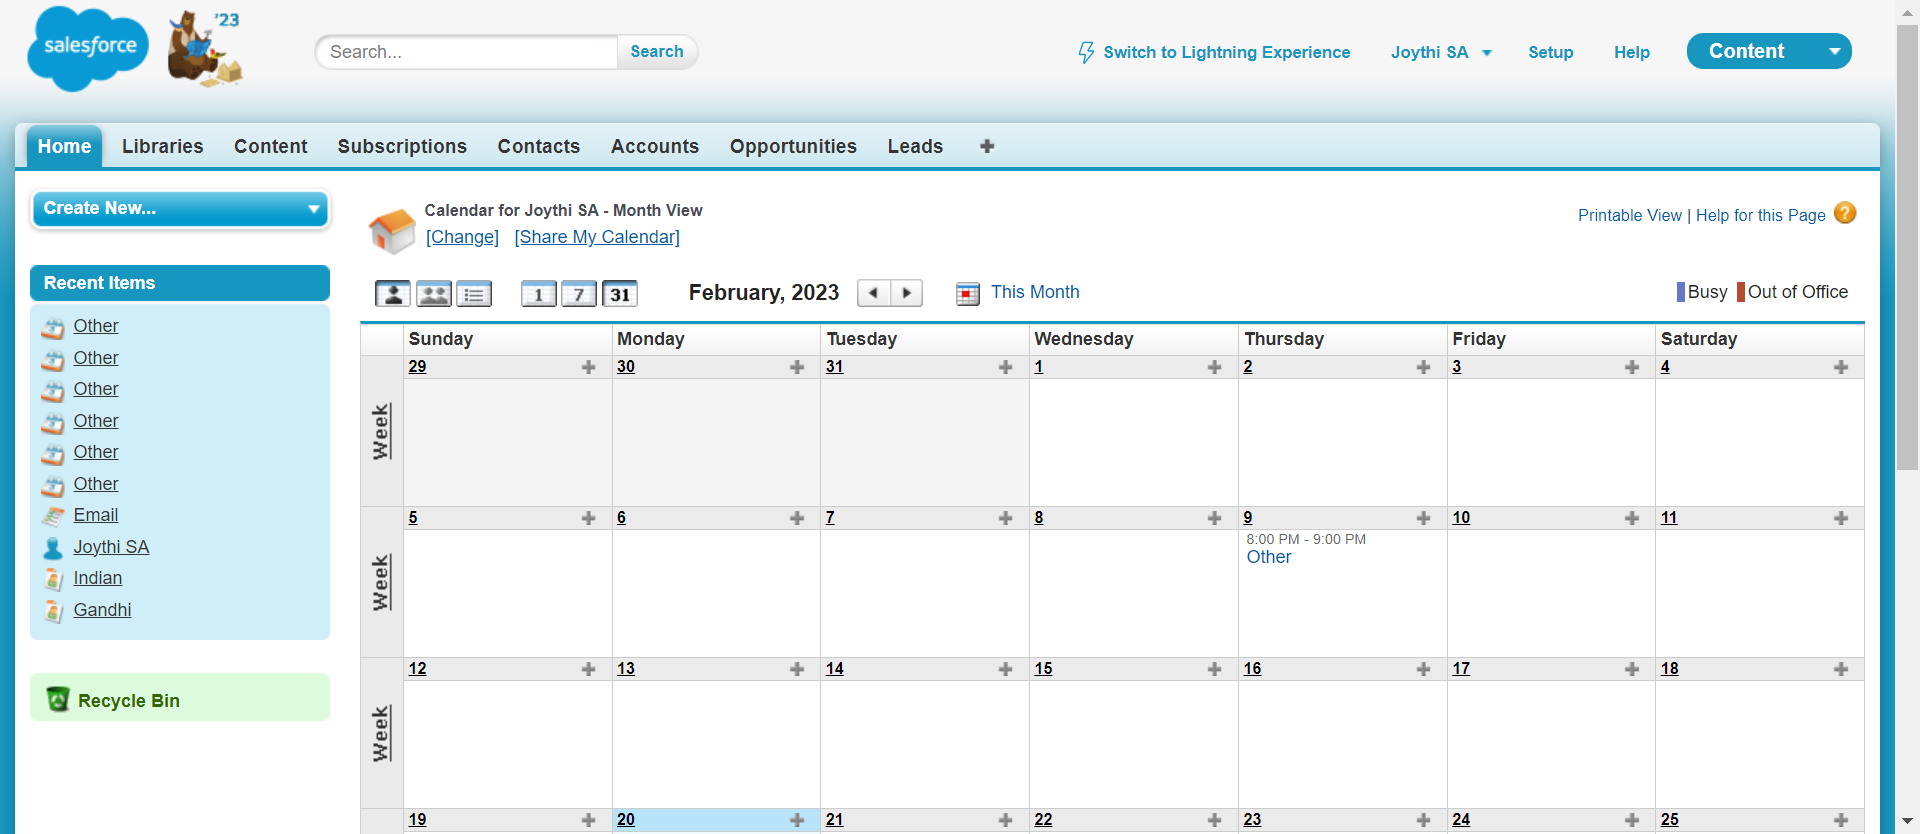 salesforce
'23
Search...
Search
Switch to Lightning Experience
Joythi SA
Setup
Help
Content
Home
Libraries
Content
Subscriptions
Contacts
Accounts
Opportunities
Leads
Create New...
Recent Items
Other
Other
Other
Other
Other
Other
Email
Joythi SA
Indian
Gandhi
Recycle Bin
Calendar for Joythi SA - Month View
[Change] [Share My Calendar]
Printable View | Help for this Page ?
1 7 31
February, 2023
This Month
Busy Out of Office
Sunday Monday Tuesday Wednesday Thursday Friday Saturday
Week
29 30 31 1 2 3 4
Week
5 6 7 8 9 10 11
8:00 PM - 9:00 PM
Other
Week
12 13 14 15 16 17 18
19 20 21 22 23 24 25